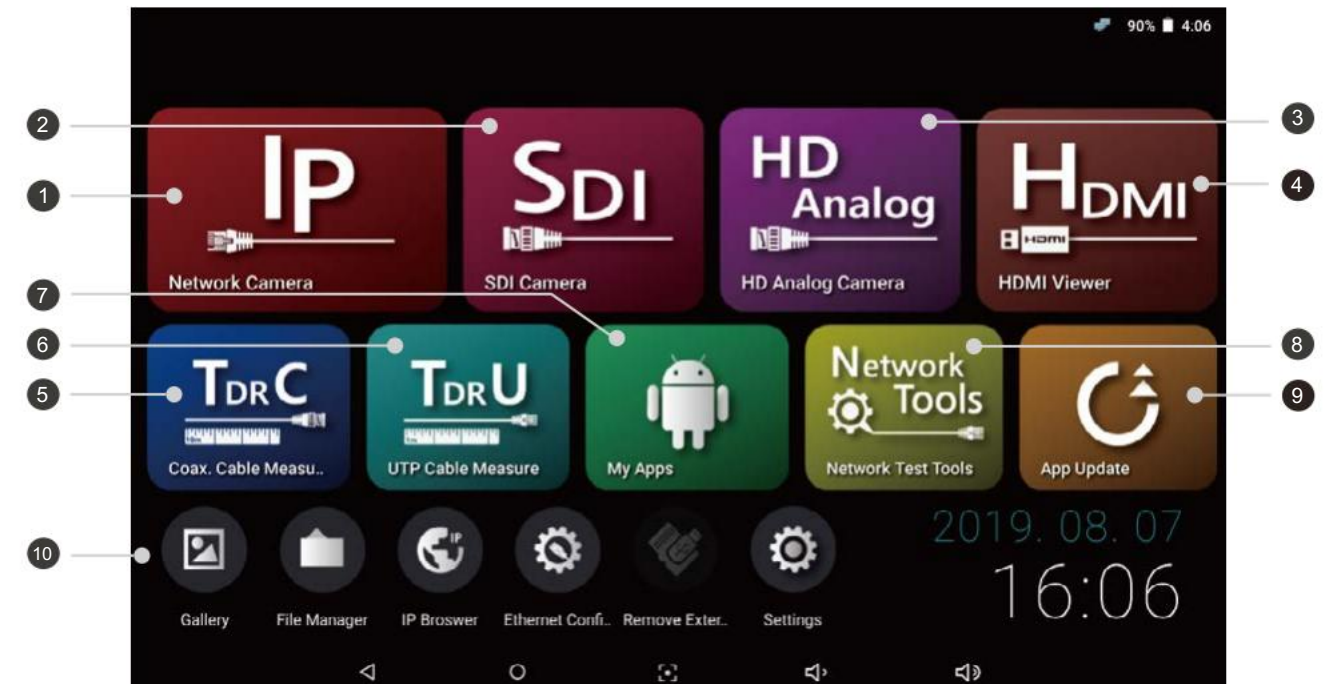 90% 4:06
2
3
IP
SDI
HD
Analog
HDMI
HDMI
1
4
Network Camera
SDI Camera
HD Analog Camera
HDMI Viewer
7
6
8
5
9
TDR C
TDR U
Network
Tools
Coax. Cable Measu..
UTP Cable Measure
My Apps
Network Test Tools
App Update
10
IP
2019. 08. 07
16:06
Gallery
File Manager
IP Broswer
Ethernet Confi..
Remove Exter..
Settings